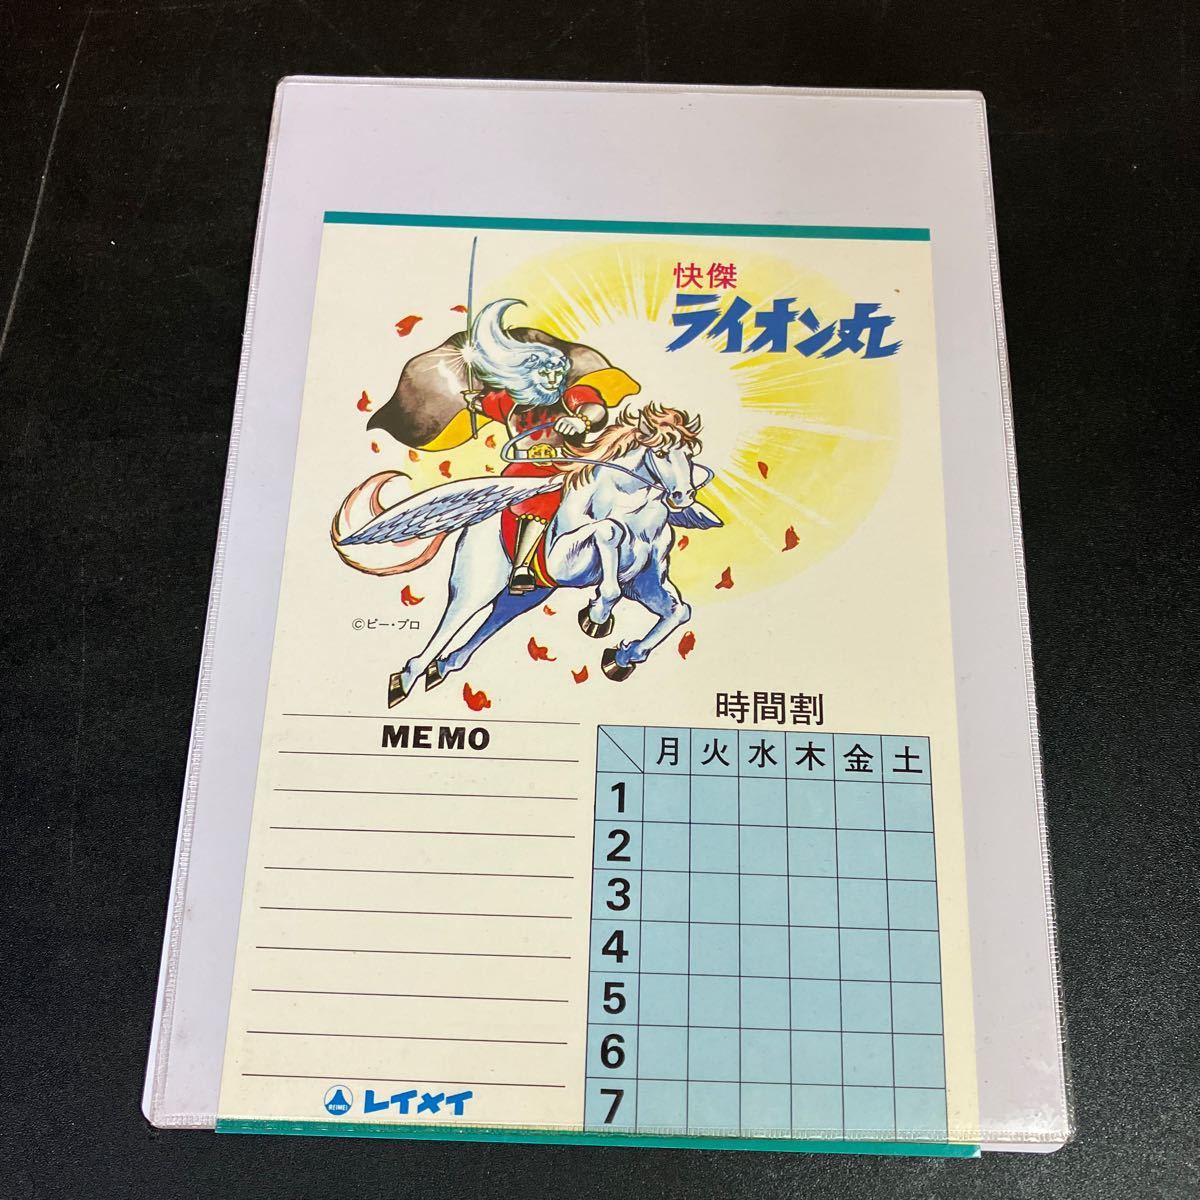 快傑
ライオン丸
©ピー・プロ
MEMO
時間割
月 火 水 木 金 土
1
2
3
4
5
6
7
REIMEI レイメイ